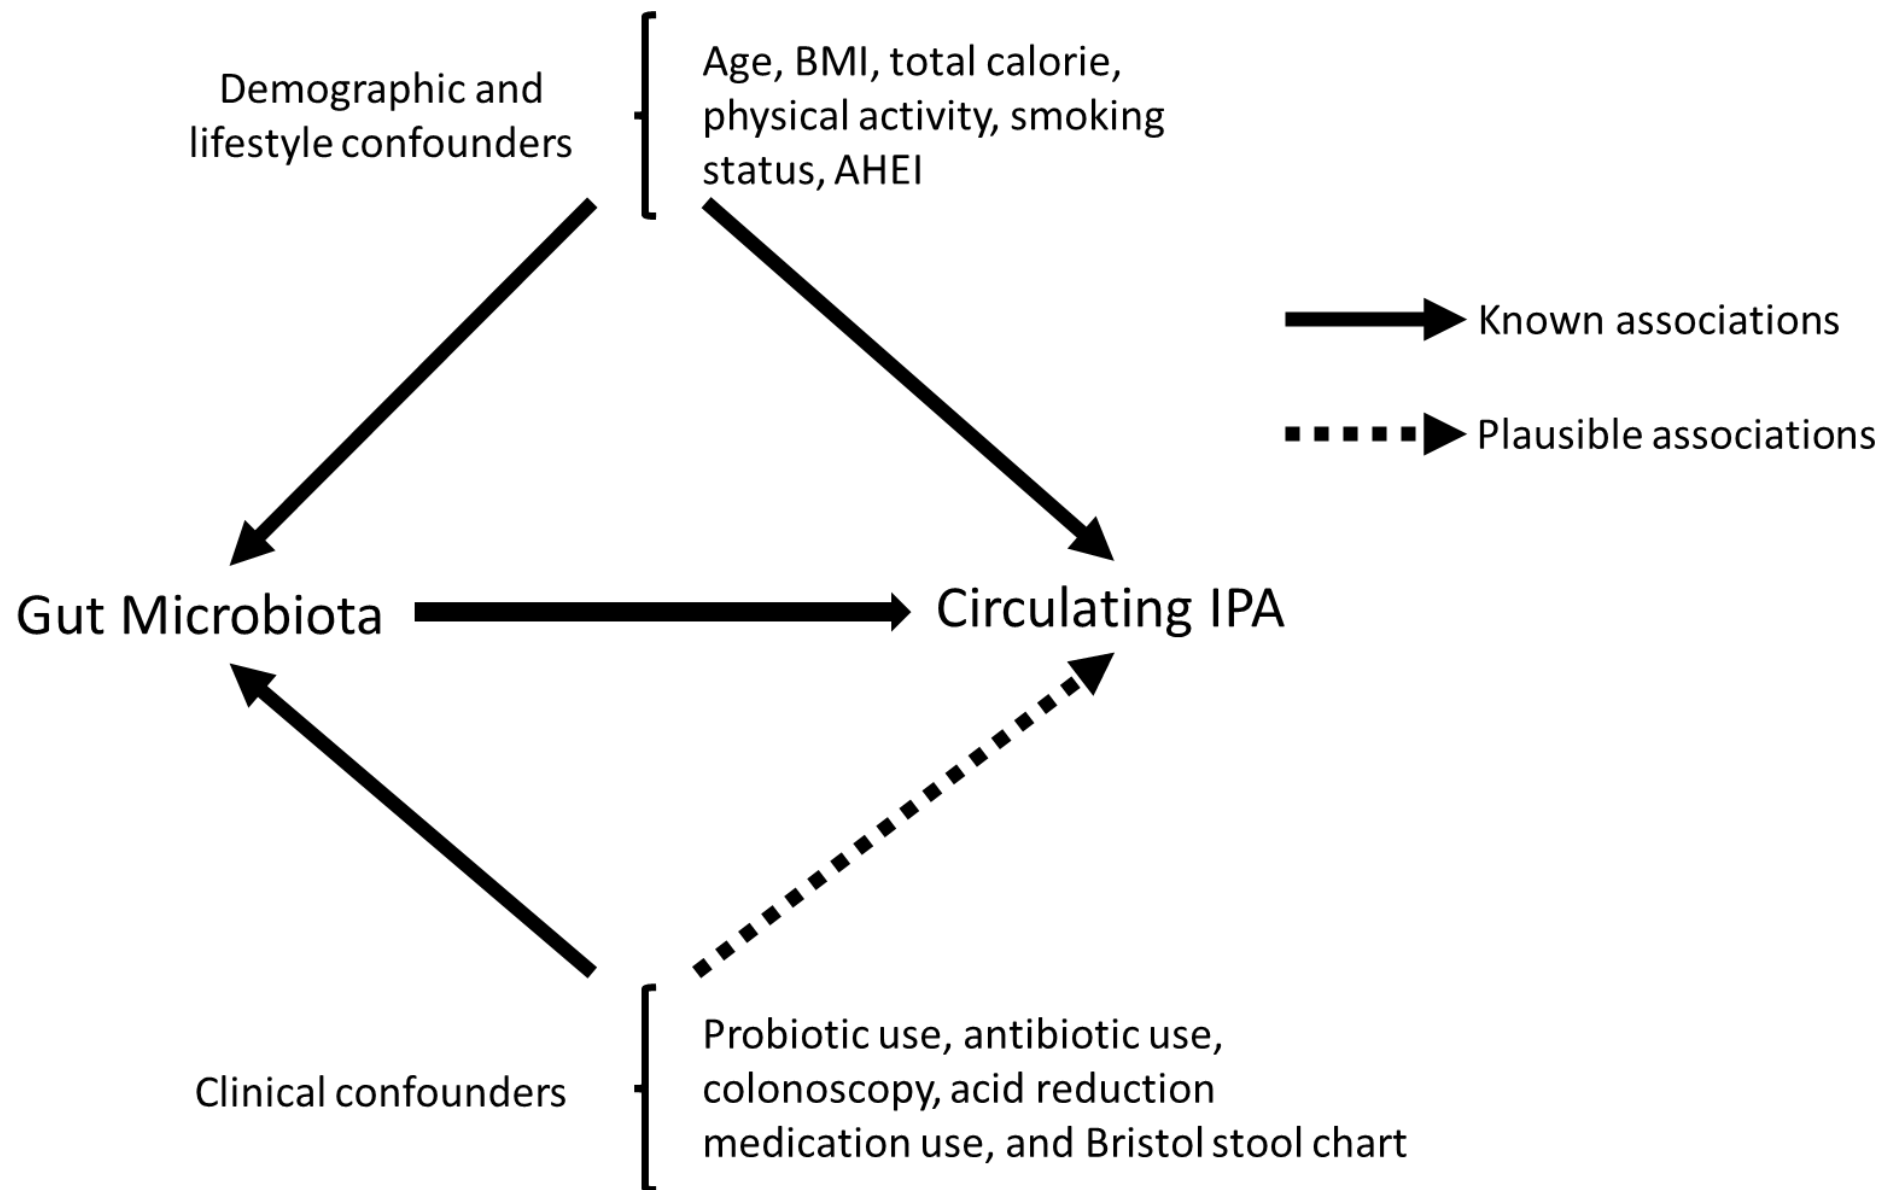 Demographic and
lifestyle confounders
Age, BMI, total calorie,
physical activity, smoking
status, AHEI
Known associations
Plausible associations
Gut Microbiota
Circulating IPA
Clinical confounders
Probiotic use, antibiotic use,
colonoscopy, acid reduction
medication use, and Bristol stool chart